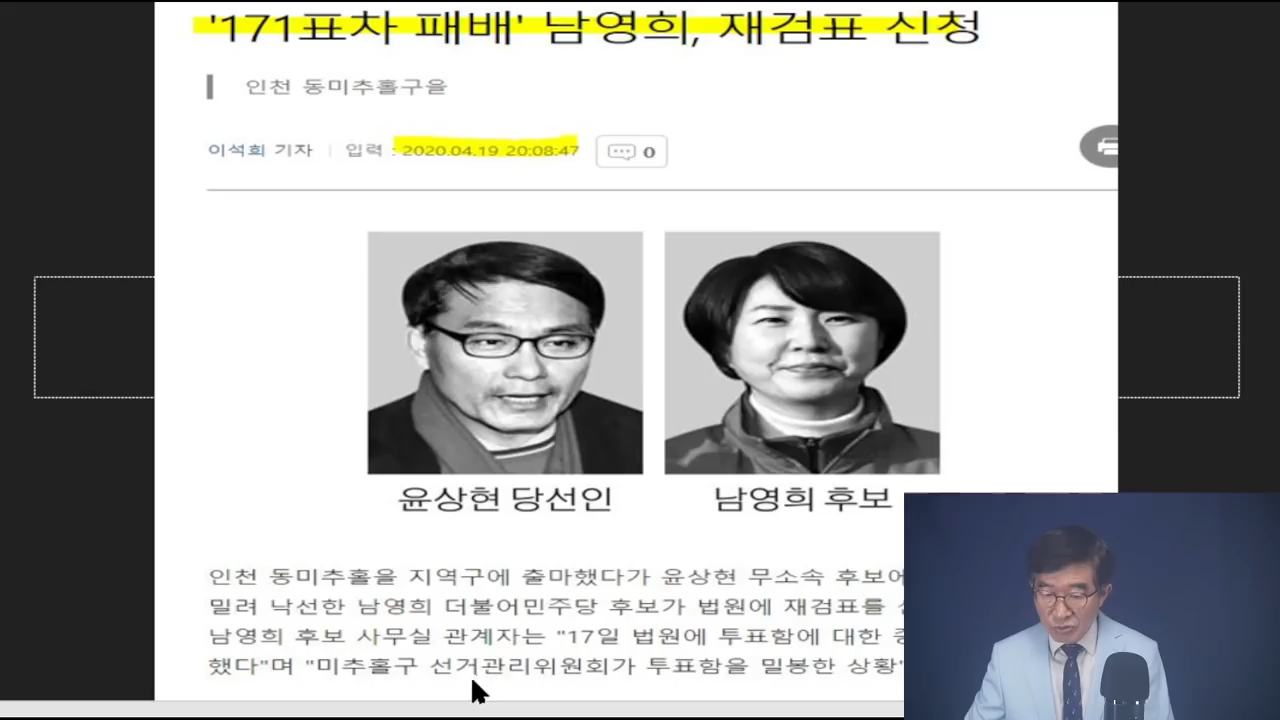 '171표차 패배' 남영희, 재검표 신청
인천 동미추홀구을
이석희 기자 | 입력 : 2020.04.19 20:08:47 0
윤상현 당선인 남영희 후보
인천 동미추홀을 지역구에 출마했다가 윤상현 무소속 후보에
밀려 낙선한 남영희 더불어민주당 후보가 법원에 재검표를
남영희 후보 사무실 관계자는 "17일 법원에 투표함에 대한
했다"며 "미추홀구 선거관리위원회가 투표함을 밀봉한 상황"